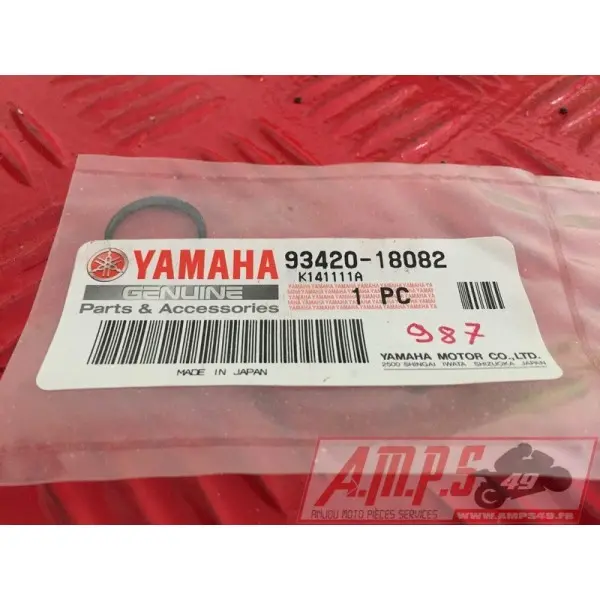 YAMAHA 93420-18082
K141111A
GENUINE
Parts & Accessories
1 PC
987
MADE IN JAPAN
YAMAHA MOTOR CO.,LTD.
2500 SHINGAI IWATA SHIZUOKA JAPAN
A.M.P.S 49
ANJOU MOTO PIÈCES SERVICES
WWW.AMPS49.FR